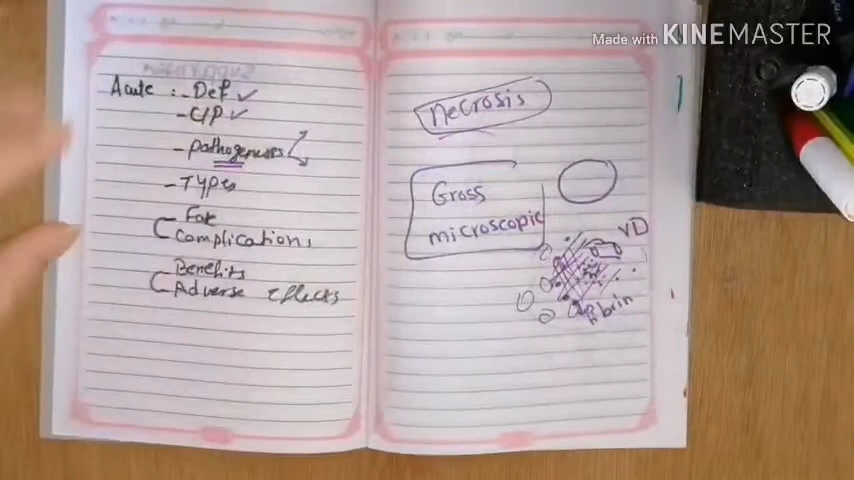 Made with KINEMASTER
Acute :- Def ✓
- C/P ✓
- pathogenesis
- Types
- Fate
Complications
Benefits
Adverse effects
Necrosis
Gross
microscopic
VD
fibrin